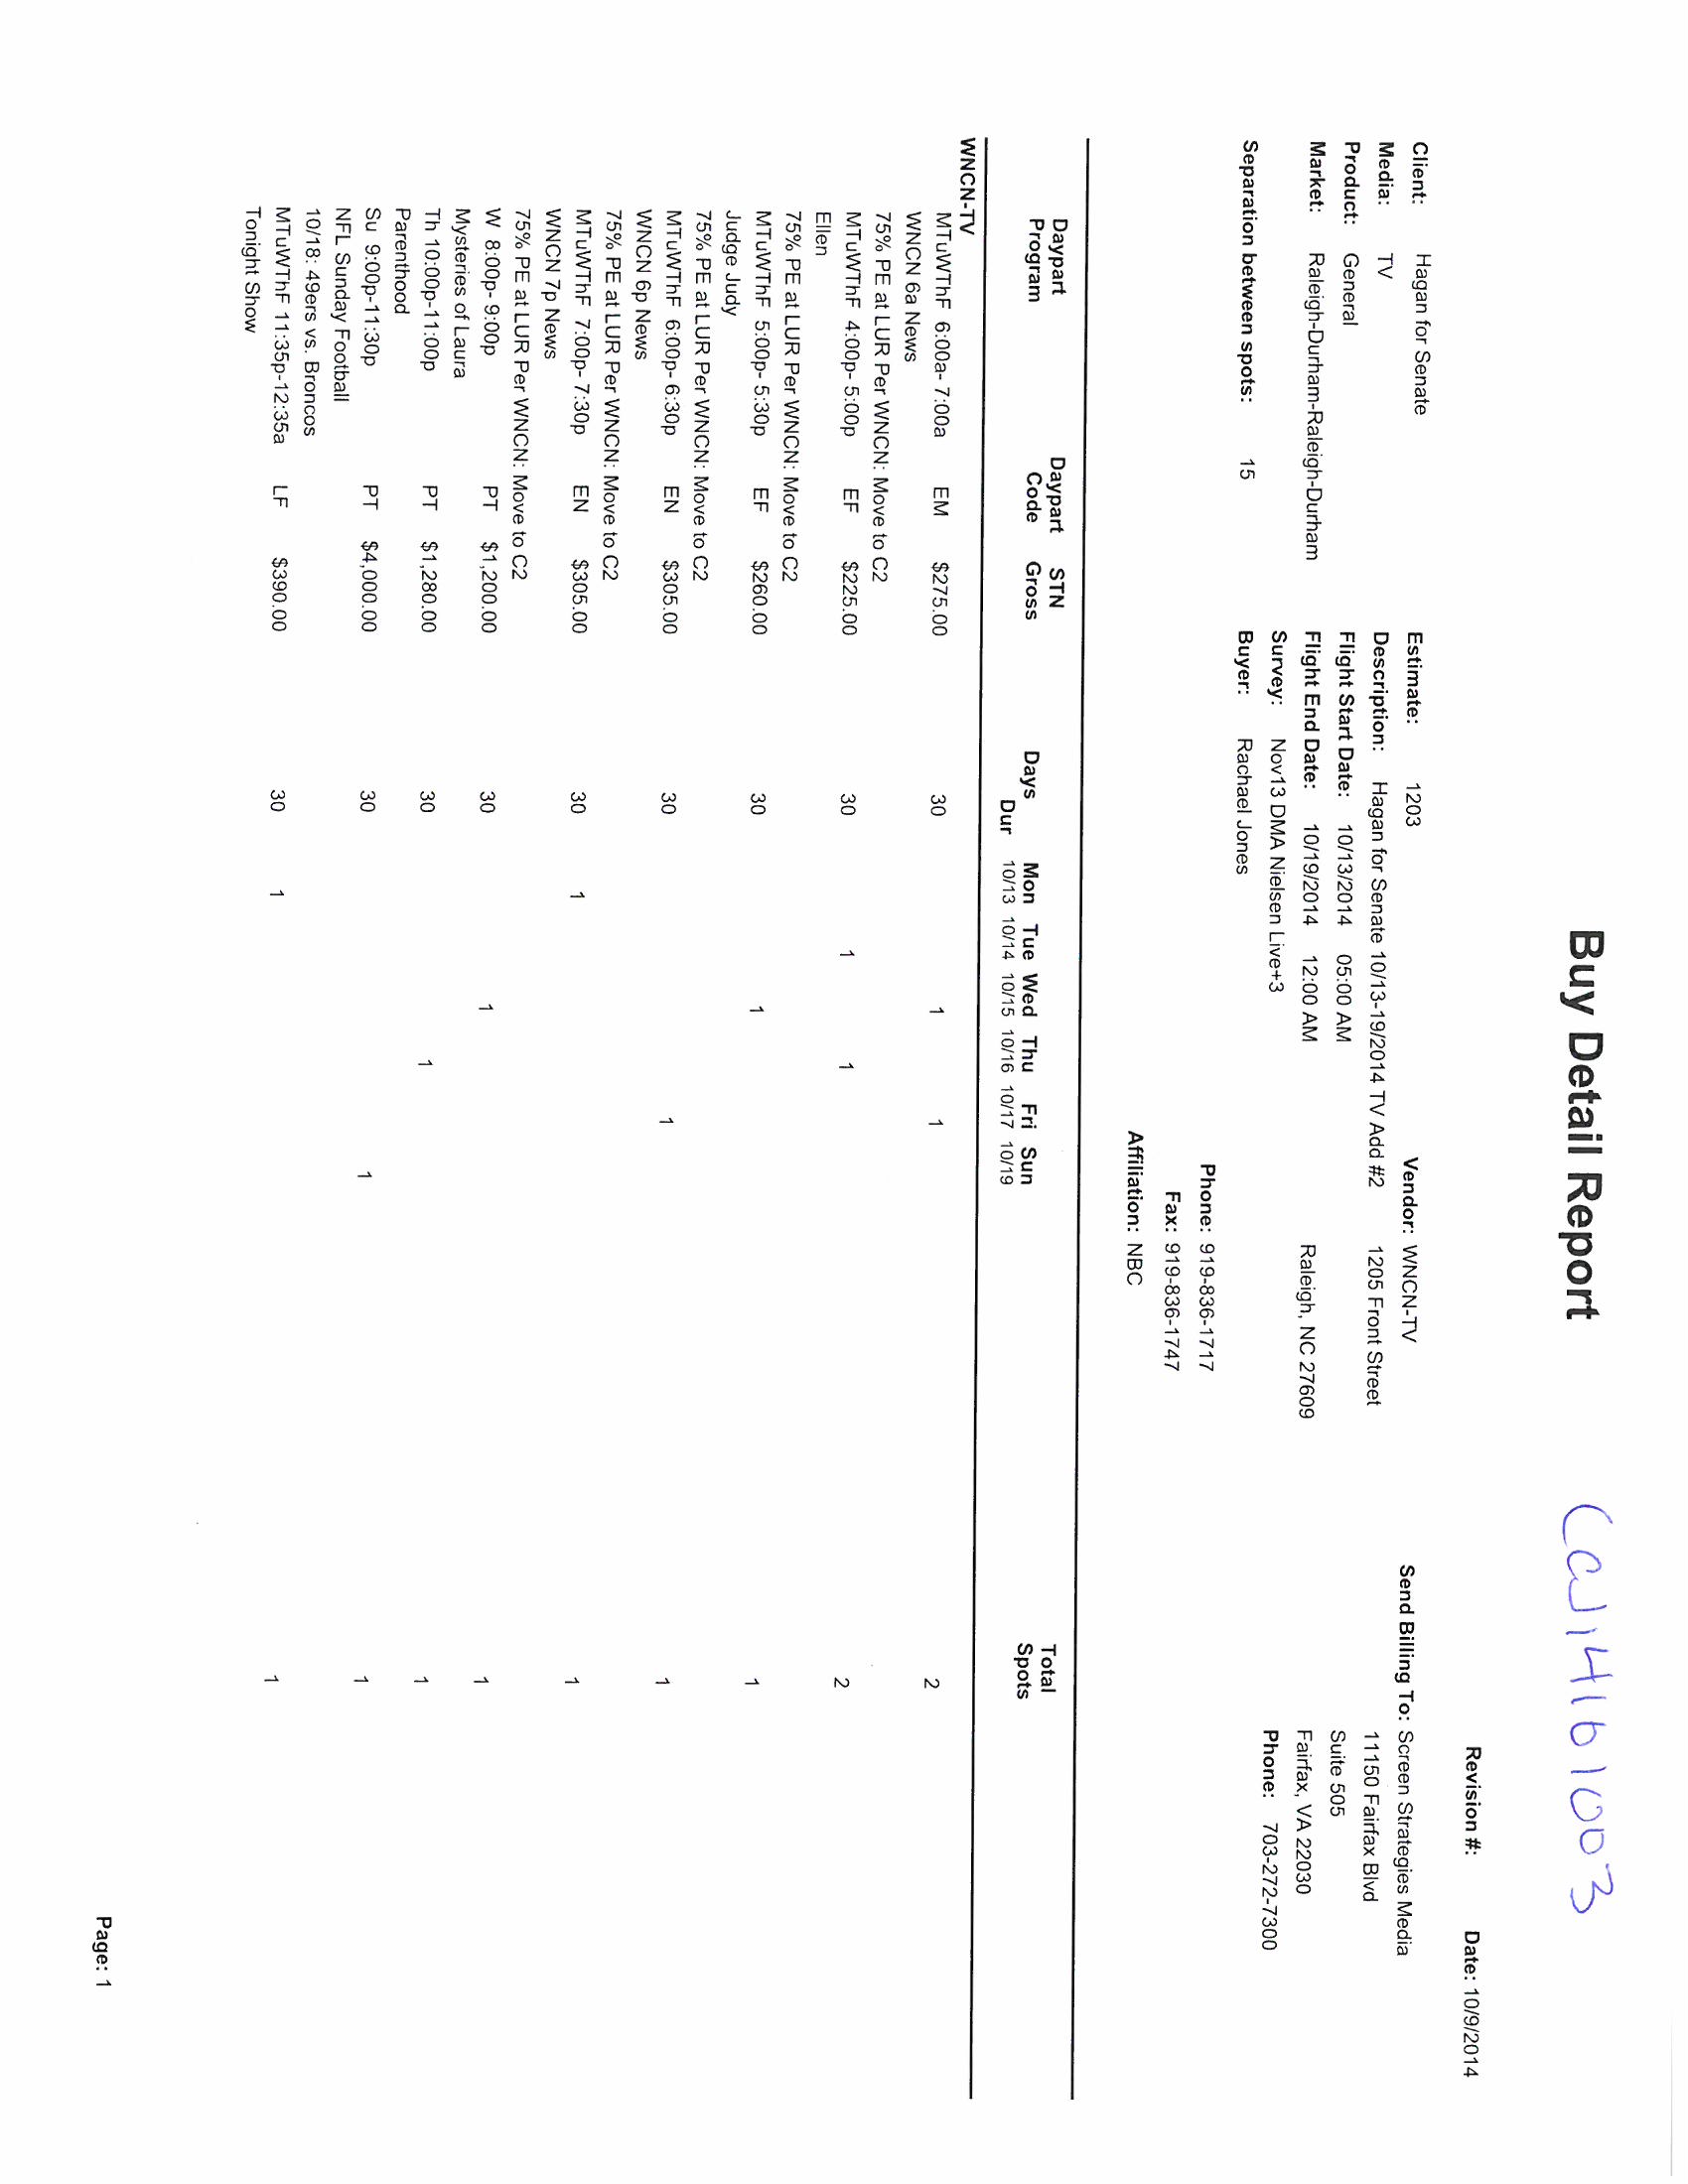 Buy Detail Report CAJ14161003
Revision #: Date: 10/9/2014
Client: Hagan for Senate Estimate: 1203 Vendor: WNCN-TV Send Billing To: Screen Strategies Media
Media: TV Description: Hagan for Senate 10/13-19/2014 TV Add #2 1205 Front Street 11150 Fairfax Blvd
Product: General Flight Start Date: 10/13/2014 05:00 AM Suite 505
Market: Raleigh-Durham-Raleigh-Durham Flight End Date: 10/19/2014 12:00 AM Raleigh, NC 27609 Fairfax, VA 22030
Survey: Nov13 DMA Nielsen Live+3 Phone: 703-272-7300
Separation between spots: 15 Buyer: Rachael Jones
Phone: 919-836-1717
Fax: 919-836-1747
Affiliation: NBC
Daypart Daypart STN Total
Program Code Gross Days Mon Tue Wed Thu Fri Sun Spots
Dur 10/13 10/14 10/15 10/16 10/17 10/19
WNCN-TV
MTuWThF 6:00a- 7:00a EM $275.00 30 1 1 2
WNCN 6a News
75% PE at LUR Per WNCN: Move to C2
MTuWThF 4:00p- 5:00p EF $225.00 30 1 1 2
Ellen
75% PE at LUR Per WNCN: Move to C2
MTuWThF 5:00p- 5:30p EF $260.00 30 1 1
Judge Judy
75% PE at LUR Per WNCN: Move to C2
MTuWThF 6:00p- 6:30p EN $305.00 30 1 1
WNCN 6p News
75% PE at LUR Per WNCN: Move to C2
MTuWThF 7:00p- 7:30p EN $305.00 30 1 1
WNCN 7p News
75% PE at LUR Per WNCN: Move to C2
W 8:00p- 9:00p PT $1,200.00 30 1 1
Mysteries of Laura
Th 10:00p-11:00p PT $1,280.00 30 1 1
Parenthood
Su 9:00p-11:30p PT $4,000.00 30 1 1
NFL Sunday Football
10/18: 49ers vs. Broncos
MTuWThF 11:35p-12:35a LF $390.00 30 1 1
Tonight Show
Page: 1